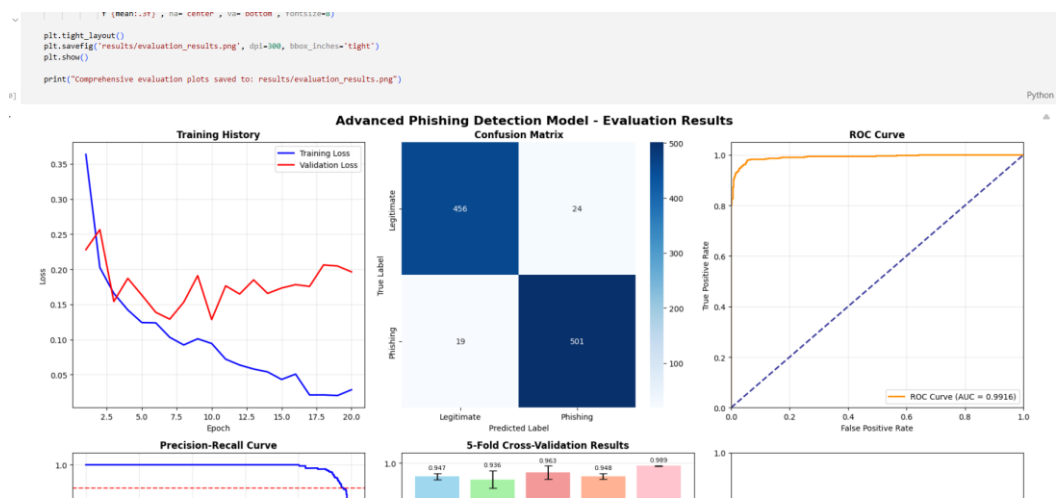 plt.tight_layout()
plt.savefig('results/evaluation_results.png', dpi=300, bbox_inches='tight')
plt.show()
print("Comprehensive evaluation plots saved to: results/evaluation_results.png")
Python
Advanced Phishing Detection Model - Evaluation Results
Training History
Training Loss
Validation Loss
Loss
0.35
0.30
0.25
0.20
0.15
0.10
0.05
2.5 5.0 7.5 10.0 12.5 15.0 17.5 20.0
Epoch
Confusion Matrix
True Label
Legitimate
Phishing
456 24
19 501
Legitimate Phishing
Predicted Label
500
400
300
200
100
ROC Curve
True Positive Rate
1.0
0.8
0.6
0.4
0.2
0.0
ROC Curve (AUC = 0.9916)
0.0 0.2 0.4 0.6 0.8 1.0
False Positive Rate
Precision-Recall Curve
1.0
5-Fold Cross-Validation Results
1.0
0.947 0.936 0.963 0.948 0.989
1.0